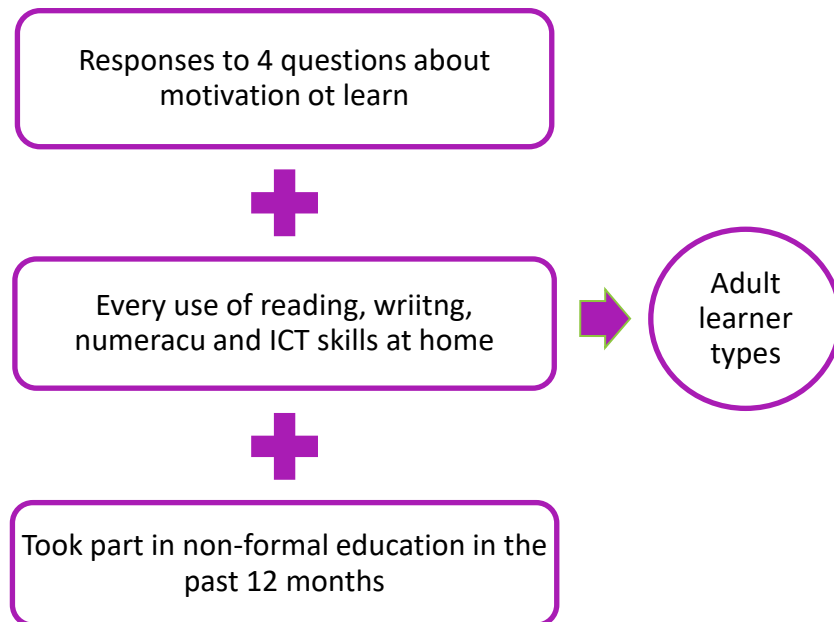 Responses to 4 questions about
motivation ot learn
Every use of reading, wriitng,
numeracu and ICT skills at home
Adult
learner
types
Took part in non-formal education in the
past 12 months